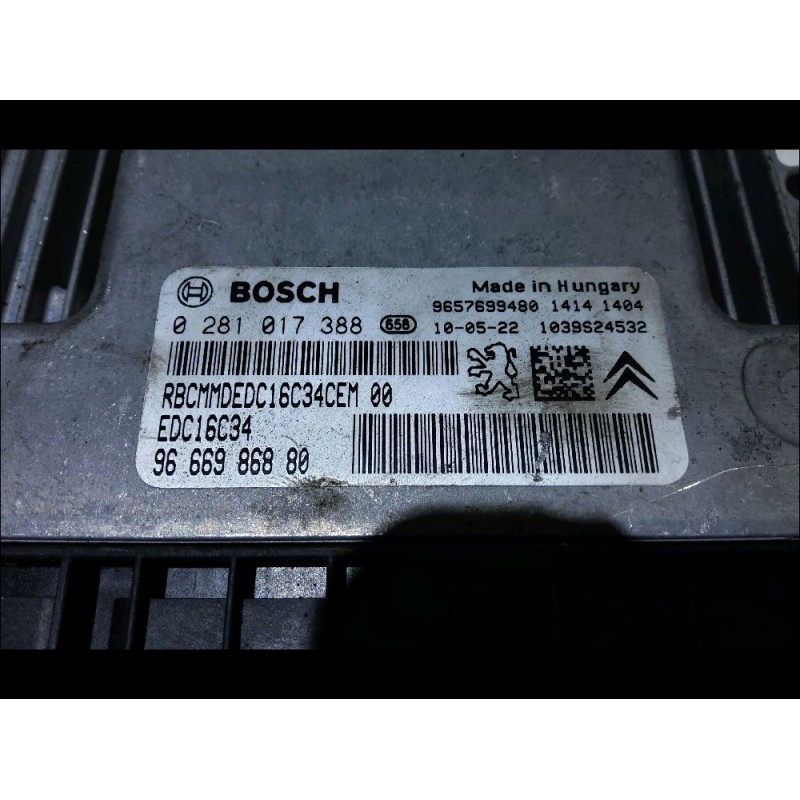 BOSCH
Made in Hungary
9657699480 1414 1404
0 281 017 388 658 10-05-22 1039S24532
RBCMMDEDC16C34CEM 00
EDC16C34
96 669 868 80